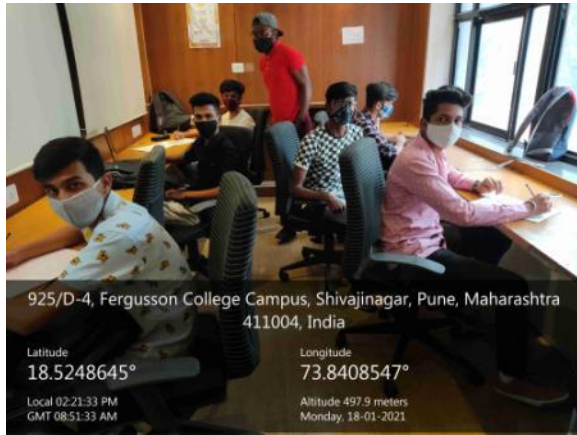 925/D-4, Fergusson College Campus, Shivajinagar, Pune, Maharashtra
411004, India
Latitude
18.5248645°
Longitude
73.8408547°
Local 02:21:33 PM
GMT 08:51:33 AM
Altitude 497.9 meters
Monday, 18-01-2021